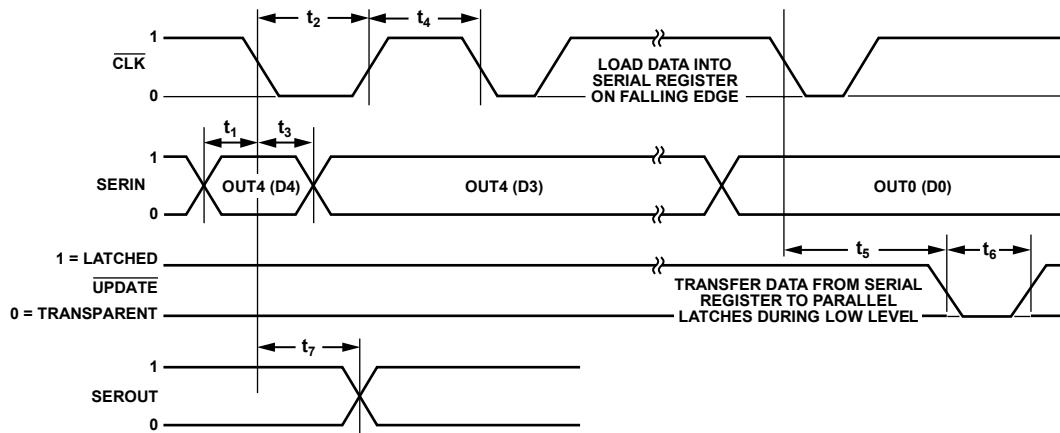 t2
t4
1
CLK
0
LOAD DATA INTO
SERIAL REGISTER
ON FALLING EDGE
t1
t3
1
SERIN
0
OUT4 (D4)
OUT4 (D3)
OUT0 (D0)
t5
t6
1 = LATCHED
UPDATE
0 = TRANSPARENT
TRANSFER DATA FROM SERIAL
REGISTER TO PARALLEL
LATCHES DURING LOW LEVEL
t7
1
SEROUT
0